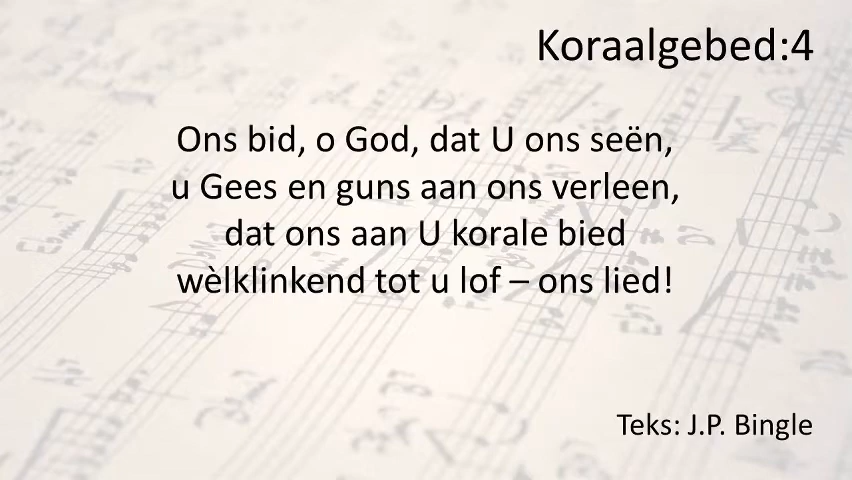 Koraalgebed:4
Ons bid, o God, dat U ons seën,
u Gees en guns aan ons verleen,
dat ons aan U korale bied
wèlklinkend tot u lof – ons lied!
Teks: J.P. Bingle